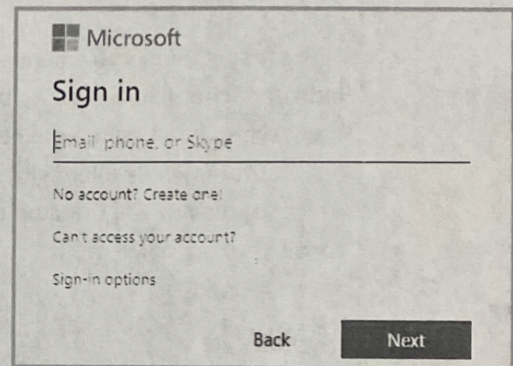 Microsoft
Sign in
Email, phone, or Skype
No account? Create one!
Can't access your account?
Sign-in options
Back Next